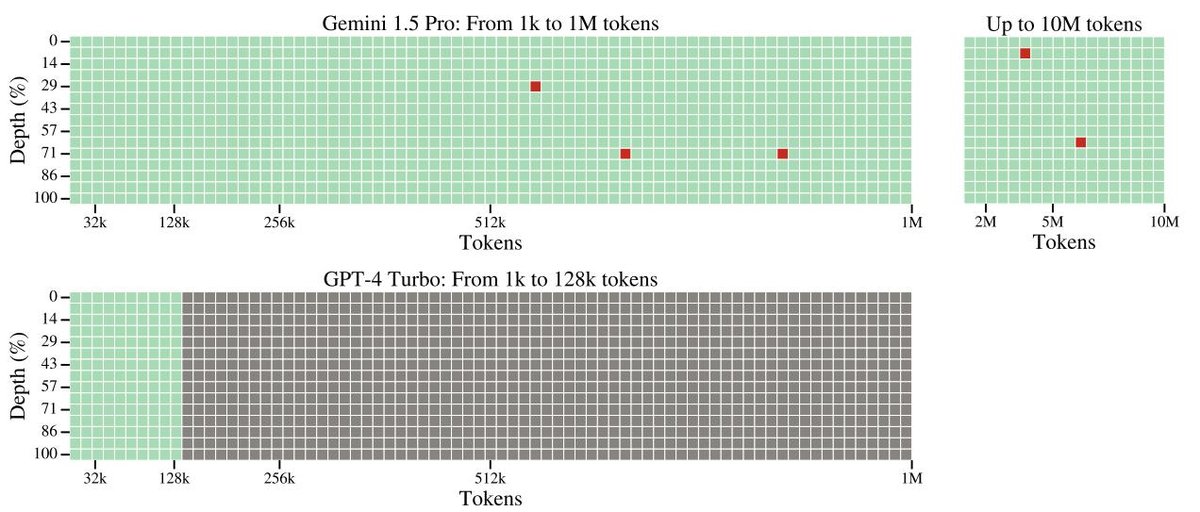 Gemini 1.5 Pro: From 1k to 1M tokens
Depth (%)
0
14
29
43
57
71
86
100
32k 128k 256k 512k 1M
Tokens
Up to 10M tokens
2M 5M 10M
Tokens
GPT-4 Turbo: From 1k to 128k tokens
Depth (%)
0
14
29
43
57
71
86
100
32k 128k 256k 512k 1M
Tokens